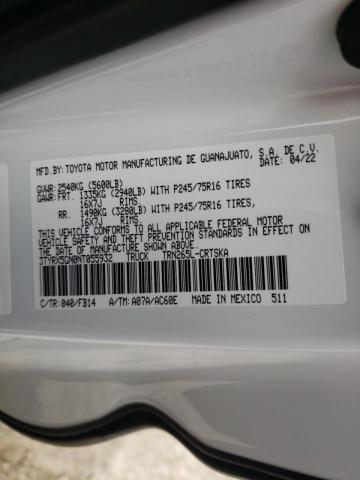 MFD.BY: TOYOTA MOTOR MANUFACTURING DE GUANAJUATO, S.A. DE C.V.
DATE: 04/22
GVWR: 2540KG (5600LB)
GAWR: FRT. 1335KG (2940LB) WITH P245/75R16 TIRES
16X7J RIMS
RR. 1490KG (3280LB) WITH P245/75R16 TIRES
16X7J RIMS
THIS VEHICLE CONFORMS TO ALL APPLICABLE FEDERAL MOTOR
VEHICLE SAFETY AND THEFT PREVENTION STANDARDS IN EFFECT ON
THE DATE OF MANUFACTURE SHOWN ABOVE.
3TYRX5GN0NT055932 TRUCK TRN265L-CRTSKA
C/TR: 040/FB14 A/TM: A07A/AC60E MADE IN MEXICO 511